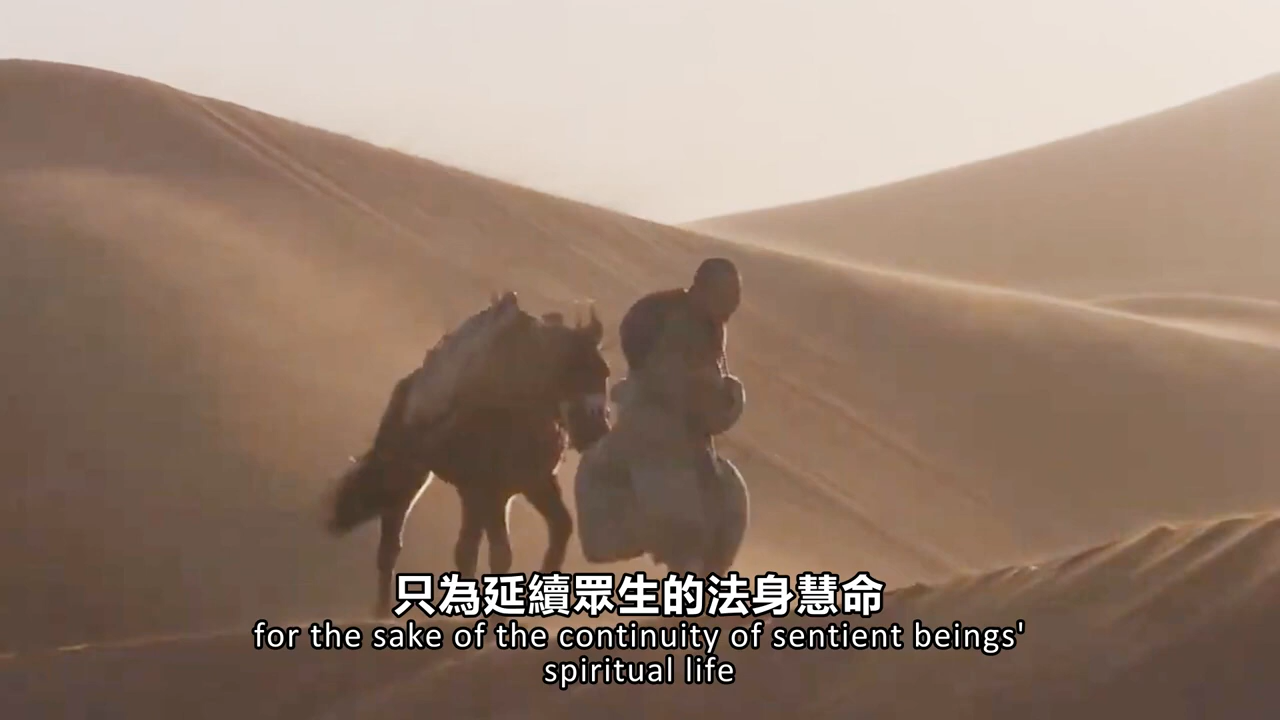 只為延續眾生的法身慧命
for the sake of the continuity of sentient beings'
spiritual life